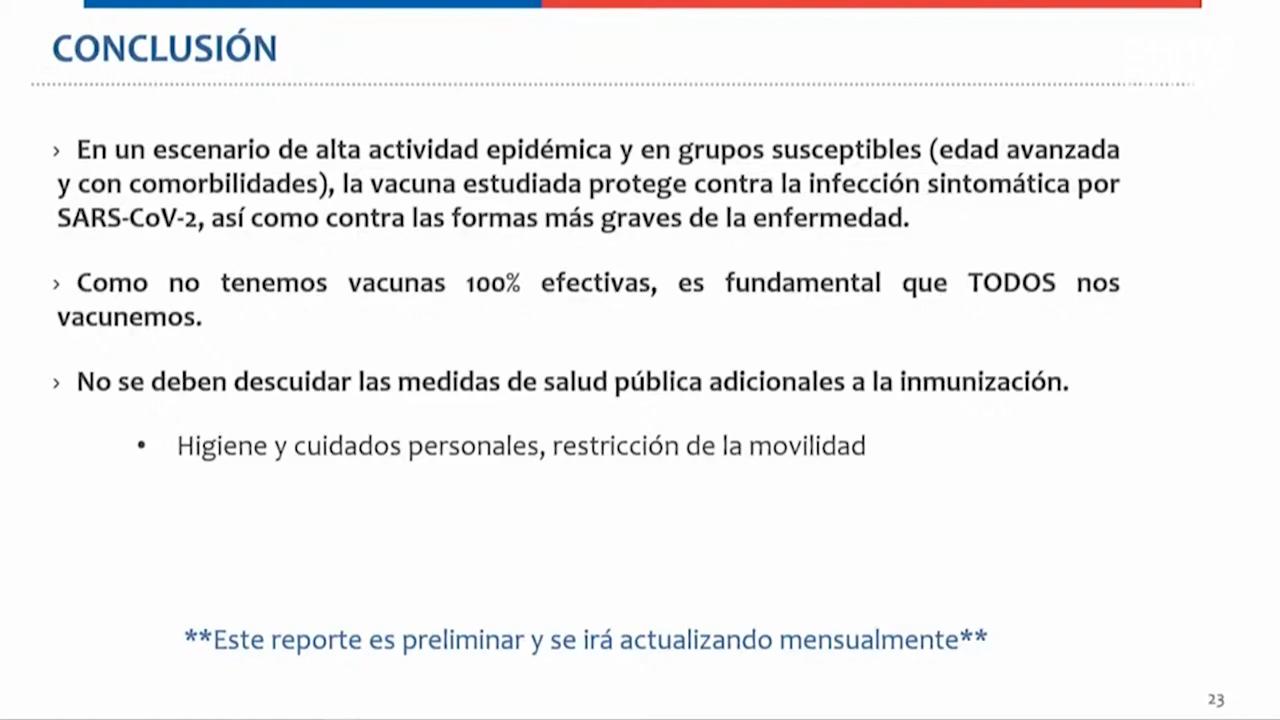 CONCLUSIÓN
› En un escenario de alta actividad epidémica y en grupos susceptibles (edad avanzada
y con comorbilidades), la vacuna estudiada protege contra la infección sintomática por
SARS-CoV-2, así como contra las formas más graves de la enfermedad.
› Como no tenemos vacunas 100% efectivas, es fundamental que TODOS nos
vacunemos.
› No se deben descuidar las medidas de salud pública adicionales a la inmunización.
• Higiene y cuidados personales, restricción de la movilidad
**Este reporte es preliminar y se irá actualizando mensualmente**
23